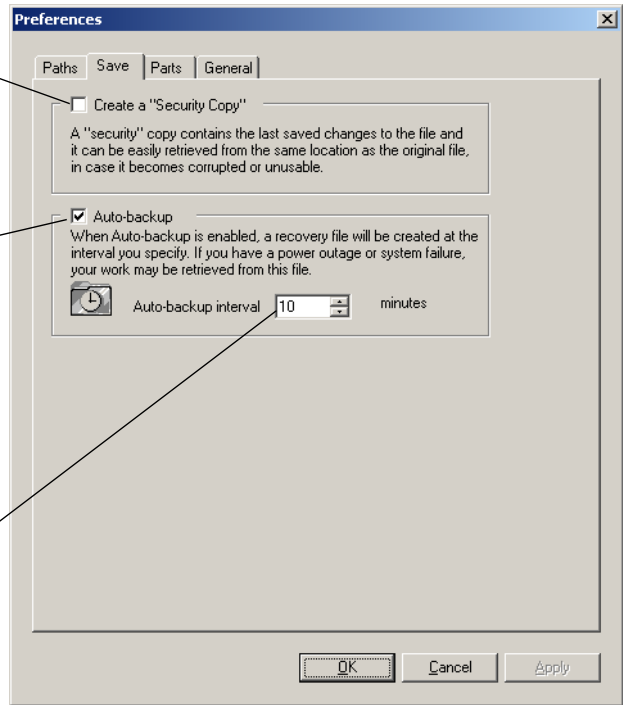 Preferences
Paths Save Parts General
Create a "Security Copy"
A "security" copy contains the last saved changes to the file and
it can be easily retrieved from the same location as the original file,
in case it becomes corrupted or unusable.
Auto-backup
When Auto-backup is enabled, a recovery file will be created at the
interval you specify. If you have a power outage or system failure,
your work may be retrieved from this file.
Auto-backup interval 10 minutes
OK Cancel Apply